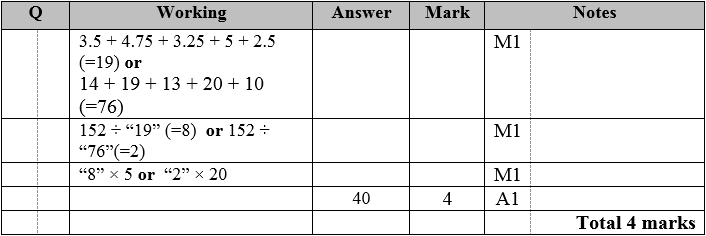 Q Working Answer Mark Notes
3.5 + 4.75 + 3.25 + 5 + 2.5 M1
(=19) or
14 + 19 + 13 + 20 + 10
(=76)
152 ÷ “19” (=8) or 152 ÷ M1
“76”(=2)
“8” × 5 or “2” × 20 M1
40 4 A1
Total 4 marks